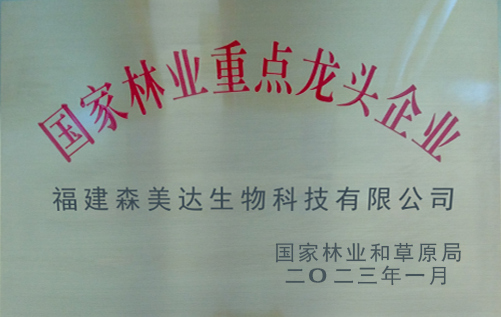 国家林业重点龙头企业
福建森美达生物科技有限公司
国家林业和草原局
二〇二三年一月